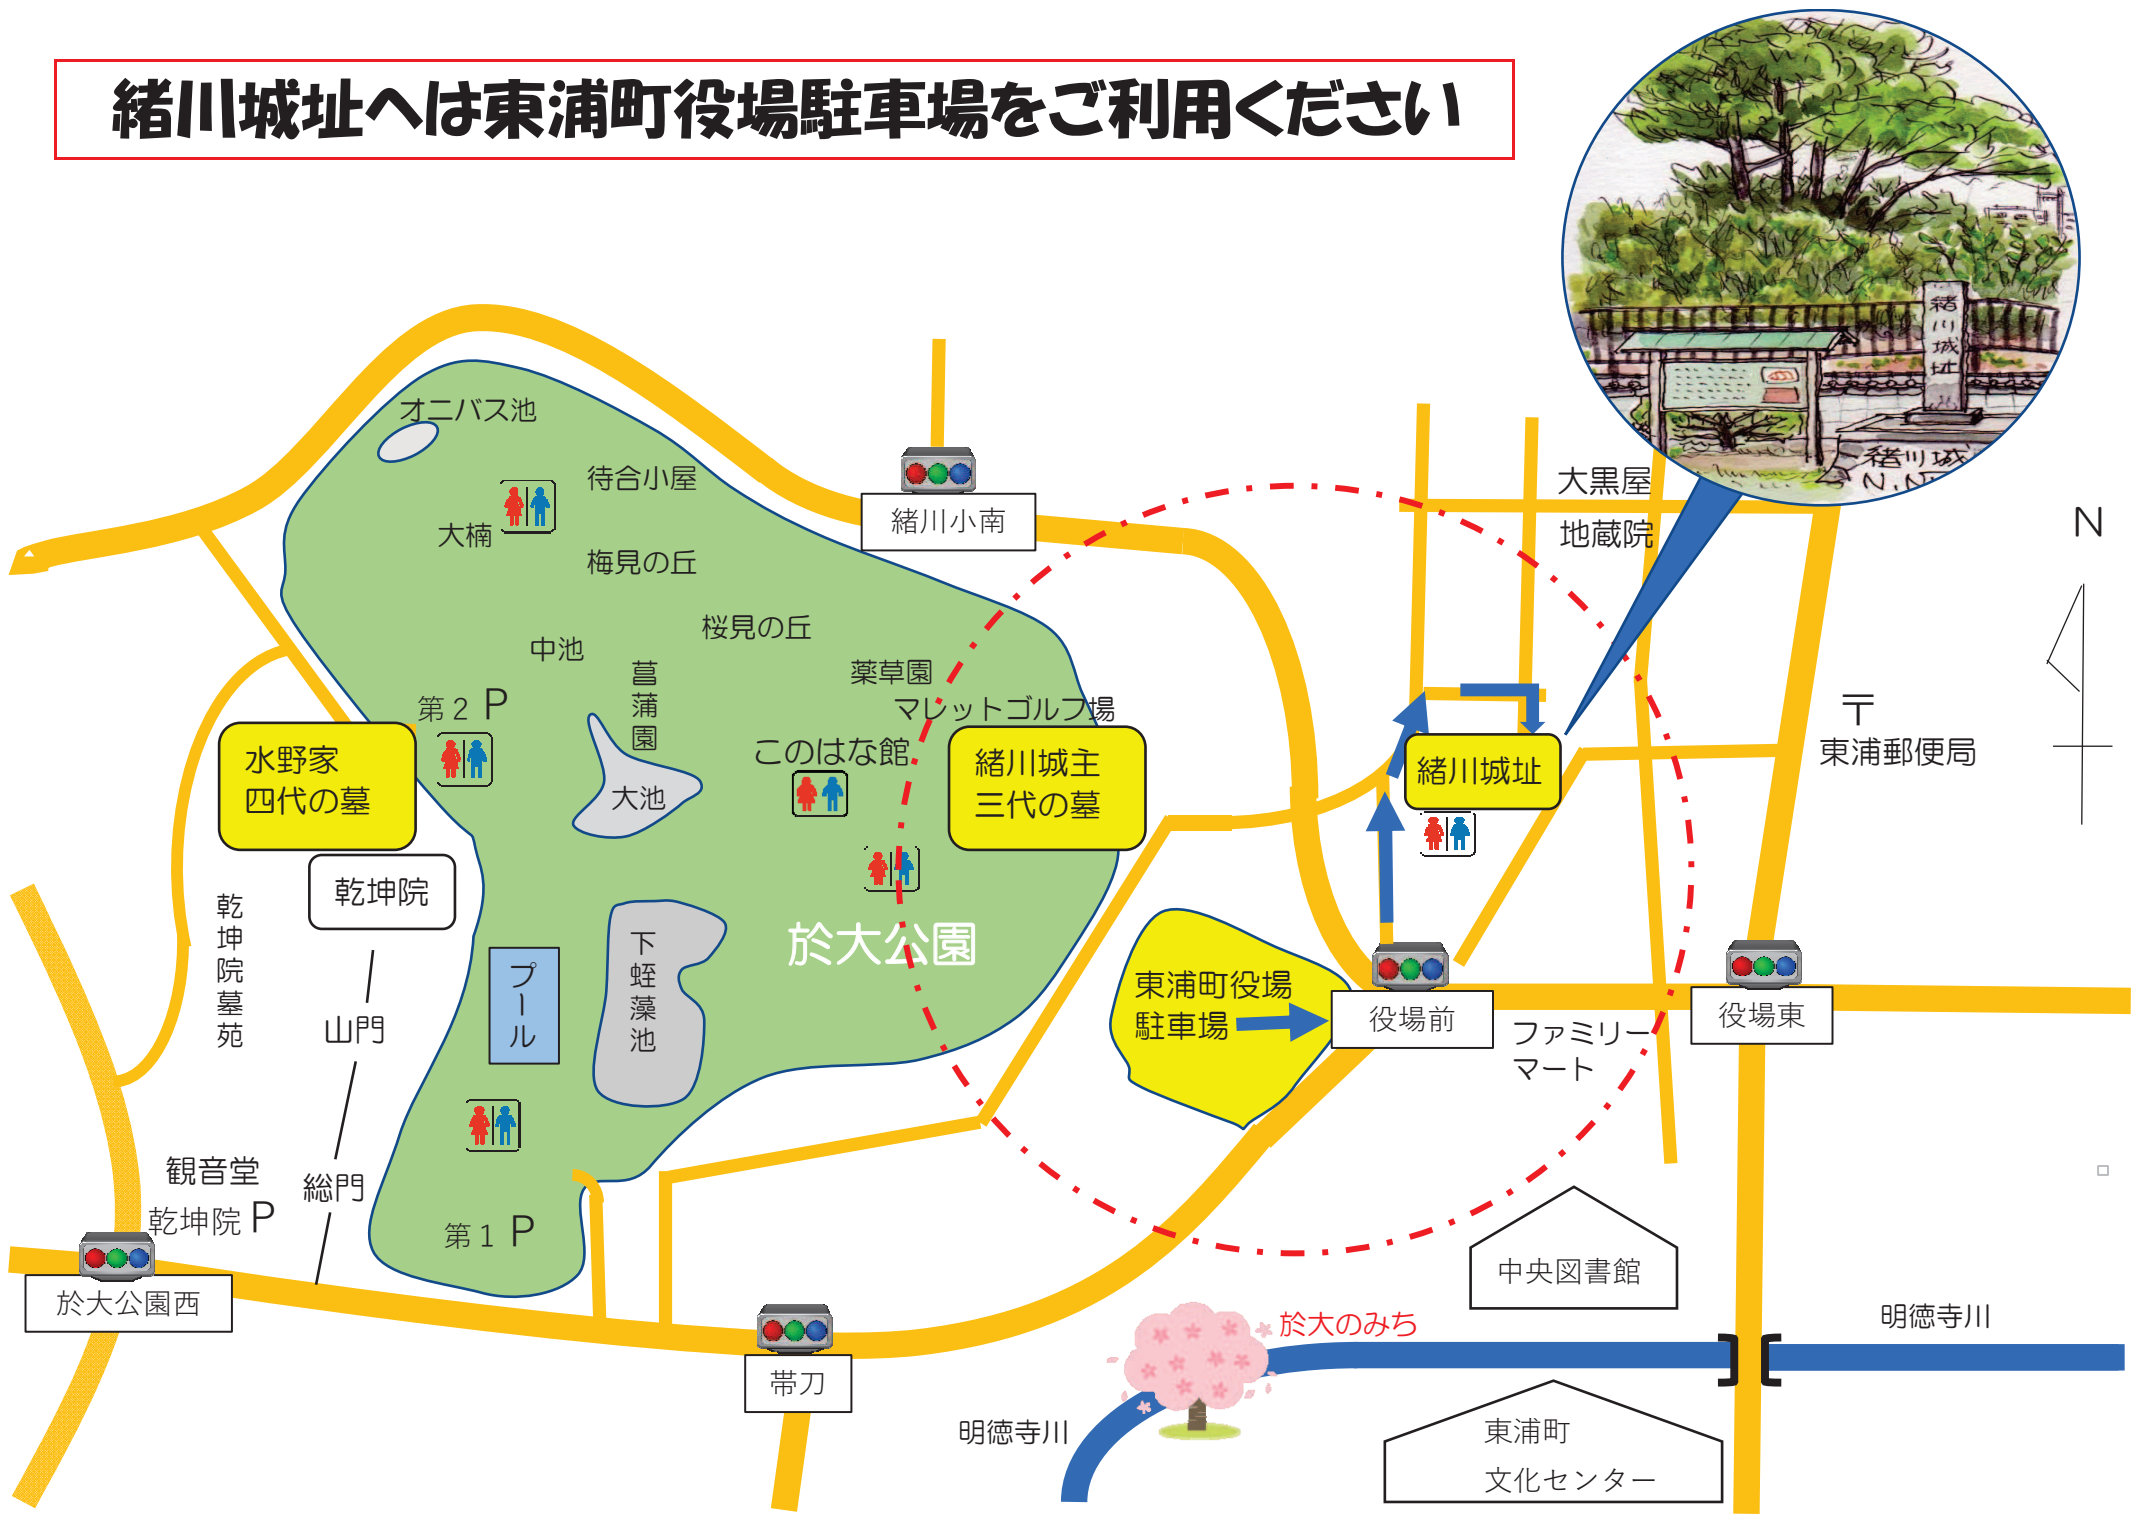 緒川城址へは東浦町役場駐車場をご利用ください
緒川城址
緒川城
N.N
オニバス池
待合小屋
大楠
梅見の丘
緒川小南
大黒屋
地蔵院
N
桜見の丘
中池
菖蒲園
薬草園
マレットゴルフ場
第2 P
このはな館
水野家
四代の墓
大池
緒川城主
三代の墓
緒川城址
〒
東浦郵便局
乾坤院
乾坤院墓苑
下蛭藻池
プール
於大公園
東浦町役場
駐車場
役場前
役場東
ファミリー
マート
山門
観音堂
乾坤院 P
総門
第1 P
於大公園西
帯刀
中央図書館
於大のみち
明徳寺川
明徳寺川
東浦町
文化センター